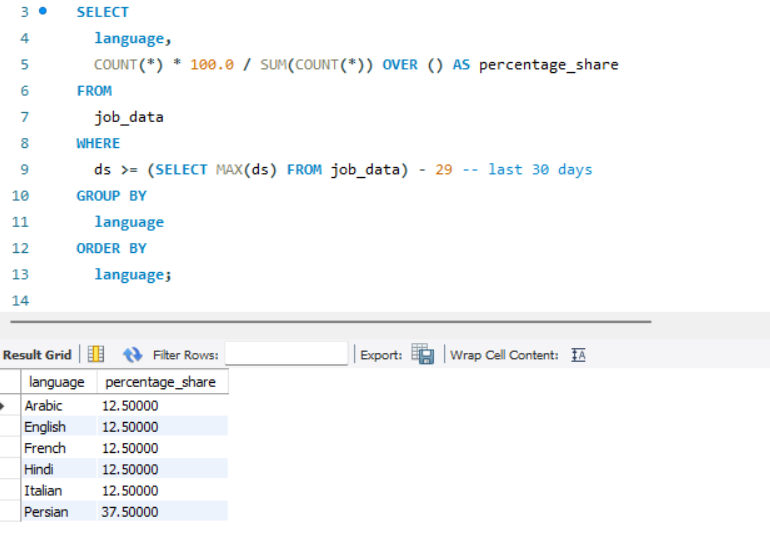 3 SELECT
4 language,
5 COUNT(*) * 100.0 / SUM(COUNT(*)) OVER () AS percentage_share
6 FROM
7 job_data
8 WHERE
9 ds >= (SELECT MAX(ds) FROM job_data) - 29 -- last 30 days
10 GROUP BY
11 language
12 ORDER BY
13 language;
14
Result Grid Filter Rows: Export: Wrap Cell Content: IA
language percentage_share
Arabic 12.50000
English 12.50000
French 12.50000
Hindi 12.50000
Italian 12.50000
Persian 37.50000